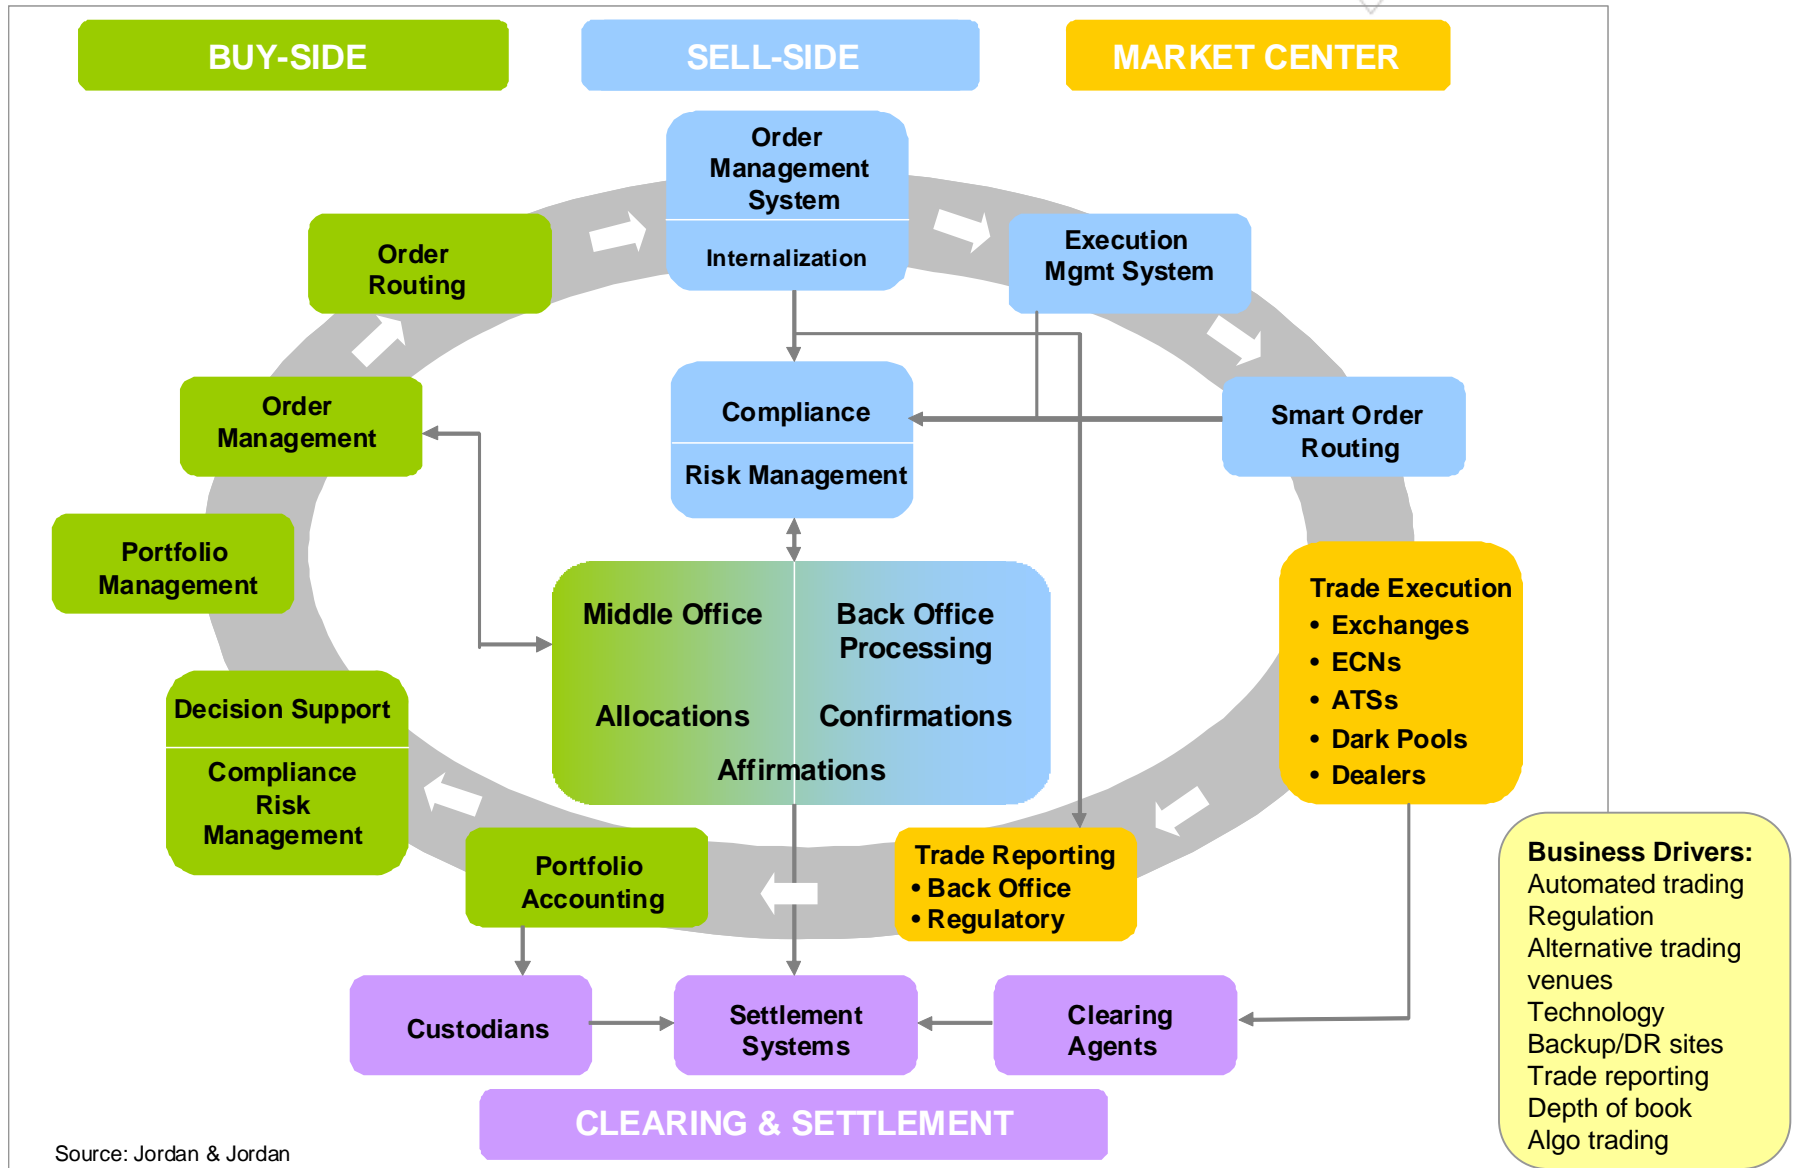 BUY-SIDE
SELL-SIDE
MARKET CENTER
Order
Management
System
Internalization
Order
Routing
Execution
Mgmt System
Order
Management
Compliance
Risk Management
Smart Order
Routing
Portfolio
Management
Middle Office
Back Office
Processing
Allocations
Confirmations
Affirmations
Trade Execution
• Exchanges
• ECNs
• ATSs
• Dark Pools
• Dealers
Decision Support
Compliance
Risk
Management
Portfolio
Accounting
Trade Reporting
• Back Office
• Regulatory
Business Drivers:
Automated trading
Regulation
Alternative trading
venues
Technology
Backup/DR sites
Trade reporting
Depth of book
Algo trading
Custodians
Settlement
Systems
Clearing
Agents
CLEARING & SETTLEMENT
Source: Jordan & Jordan